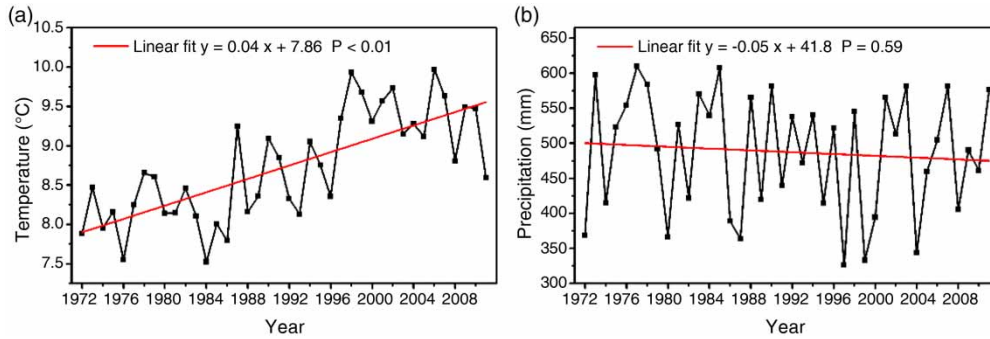 (a)
Linear fit y = 0.04 x + 7.86 P < 0.01
Temperature (°C)
10.5
10.0
9.5
9.0
8.5
8.0
7.5
1972 1976 1980 1984 1988 1992 1996 2000 2004 2008
Year
(b)
Linear fit y = -0.05 x + 41.8 P = 0.59
Precipitation (mm)
650
600
550
500
450
400
350
300
1972 1976 1980 1984 1988 1992 1996 2000 2004 2008
Year